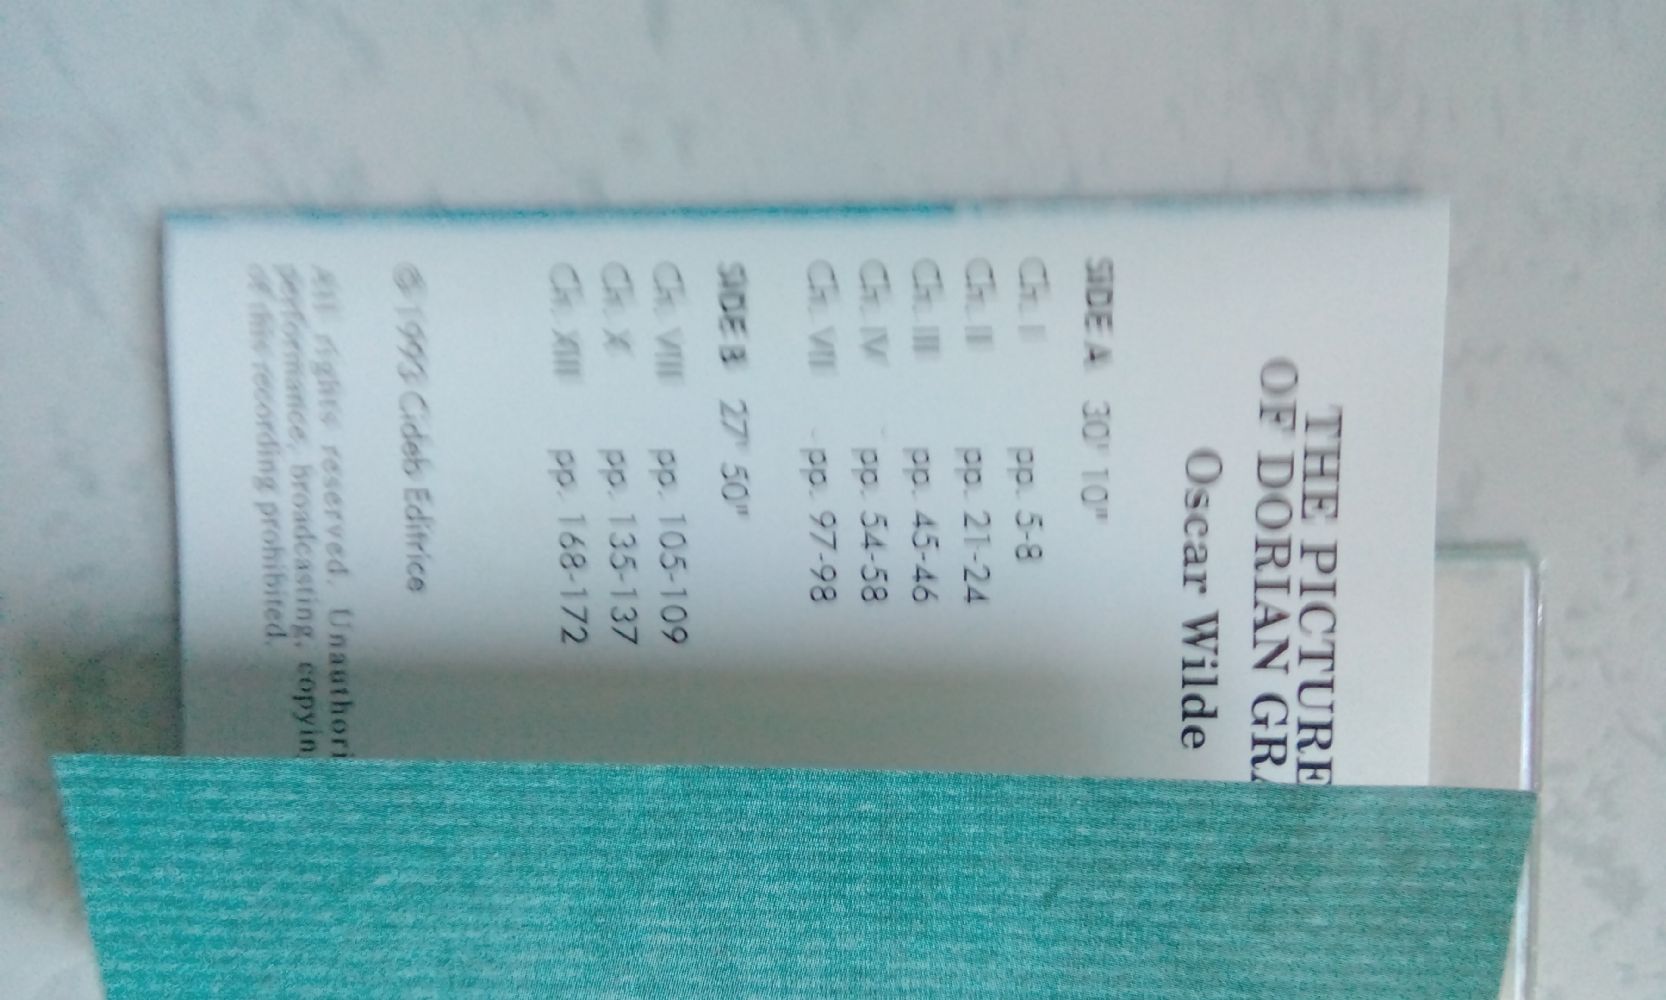 THE PICTURE
OF DORIAN GRA
Oscar Wilde
SIDE A 30' 10"
Ch. I pp. 5-8
Ch. II pp. 21-24
Ch. III pp. 45-46
Ch. IV pp. 54-58
Ch. VII pp. 97-98
SIDE B 27' 50"
Ch. VIII pp. 105-109
Ch. X pp. 135-137
Ch. XIII pp. 168-172
© 1993 Cideb Editrice
All rights reserved. Unauthori
performance, broadcasting, copyin
of this recording prohibited.